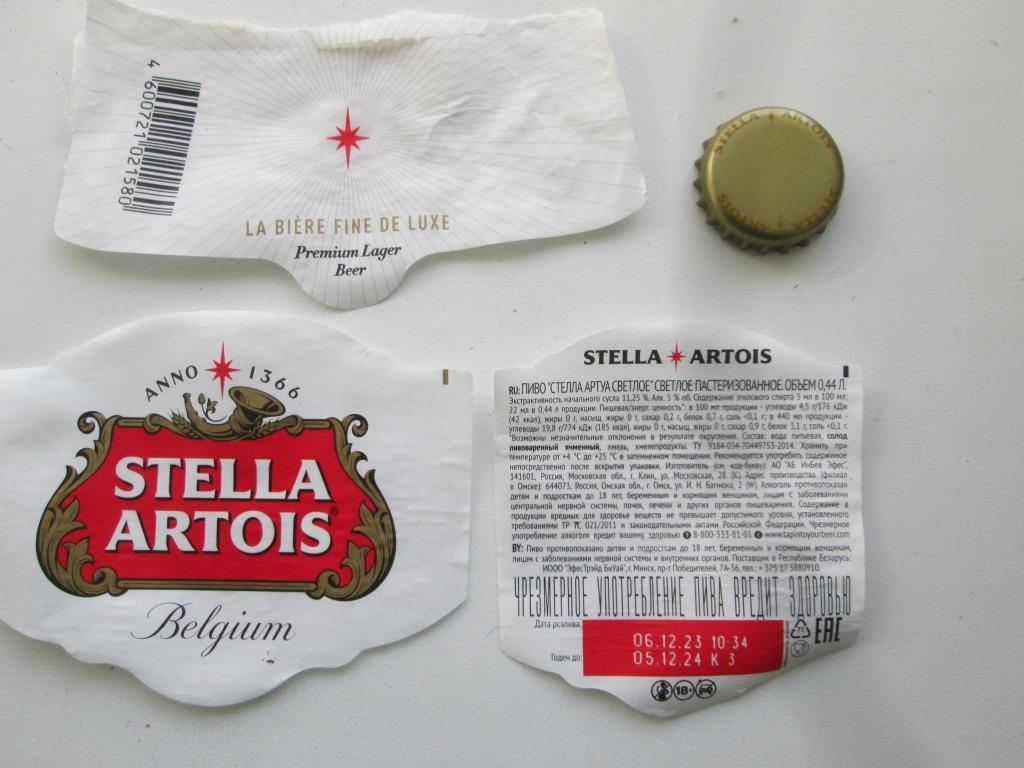 4 600721 021580
LA BIÈRE FINE DE LUXE
Premium Lager
Beer
STELLA ARTOIS
STELLA ARTOIS
ANNO 1366
STELLA
ARTOIS®
Belgium
STELLA ARTOIS
RU: ПИВО "СТЕЛЛА АРТУА СВЕТЛОЕ" СВЕТЛОЕ ПАСТЕРИЗОВАННОЕ. ОБЪЕМ 0,44 Л.
Экстрактивность начального сусла 11,25 %. Алк. 5 % об. Содержание этилового спирта 5 мл в 100 мл;
22 мл в 0,44 л продукции. Пищевая/энерг. ценность*: в 100 мл продукции - углеводы 4,5 г/176 кДж
(42 ккал), жиры 0 г, насыщ. жиры 0 г, сахар 0,2 г, белок 0,7 г, соль <0,1 г; в 440 мл продукции -
углеводы 19,8 г/774 кДж (185 ккал), жиры 0 г, насыщ. жиры 0 г, сахар 0,9 г, белок 3,1 г, соль <0,1 г.
*Возможны незначительные отклонения в результате округления. Состав: вода питьевая, солод
пивоваренный ячменный, хмель, хмелепродукты. ТУ 9184-034-70449753-2014. Хранить при
температуре от +4 °С до +25 °С в затемненном помещении. Рекомендуется употребить содержимое
непосредственно после вскрытия упаковки. Изготовитель (см. код-букву): АО "АБ ИнБев Эфес",
141601, Россия, Московская обл., г. Клин, ул. Московская, 28 (К). Адрес производства (филиал
в Омске): 644073, Россия, Омская обл., г. Омск, ул. И. Н. Багнюка, 2 (W). Алкоголь противопоказан
детям и подросткам до 18 лет, беременным и кормящим женщинам, лицам с заболеваниями
центральной нервной системы, почек, печени и других органов пищеварения. Содержание в
продукции вредных для здоровья веществ не превышает допустимого уровня, установленного
требованиями ТР ТС 021/2011 и законодательными актами Российской Федерации. Чрезмерное
употребление алкоголя вредит вашему здоровью. 8-800-333-81-01 www.tapintoyourbeer.com
BY: Пиво противопоказано детям и подросткам до 18 лет, беременным и кормящим женщинам,
лицам с заболеваниями нервной системы и внутренних органов. Поставщик в Республике Беларусь:
ИООО "ЭфесТрэйд БиУай", г. Минск, пр-т Победителей, 7А-56, тел.: + 375 17 3880910.
ЧРЕЗМЕРНОЕ УПОТРЕБЛЕНИЕ ПИВА ВРЕДИТ ЗДОРОВЬЮ
Дата розлива:
06.12.23 10:34
Годен до:
05.12.24 К 3
EAC
18+